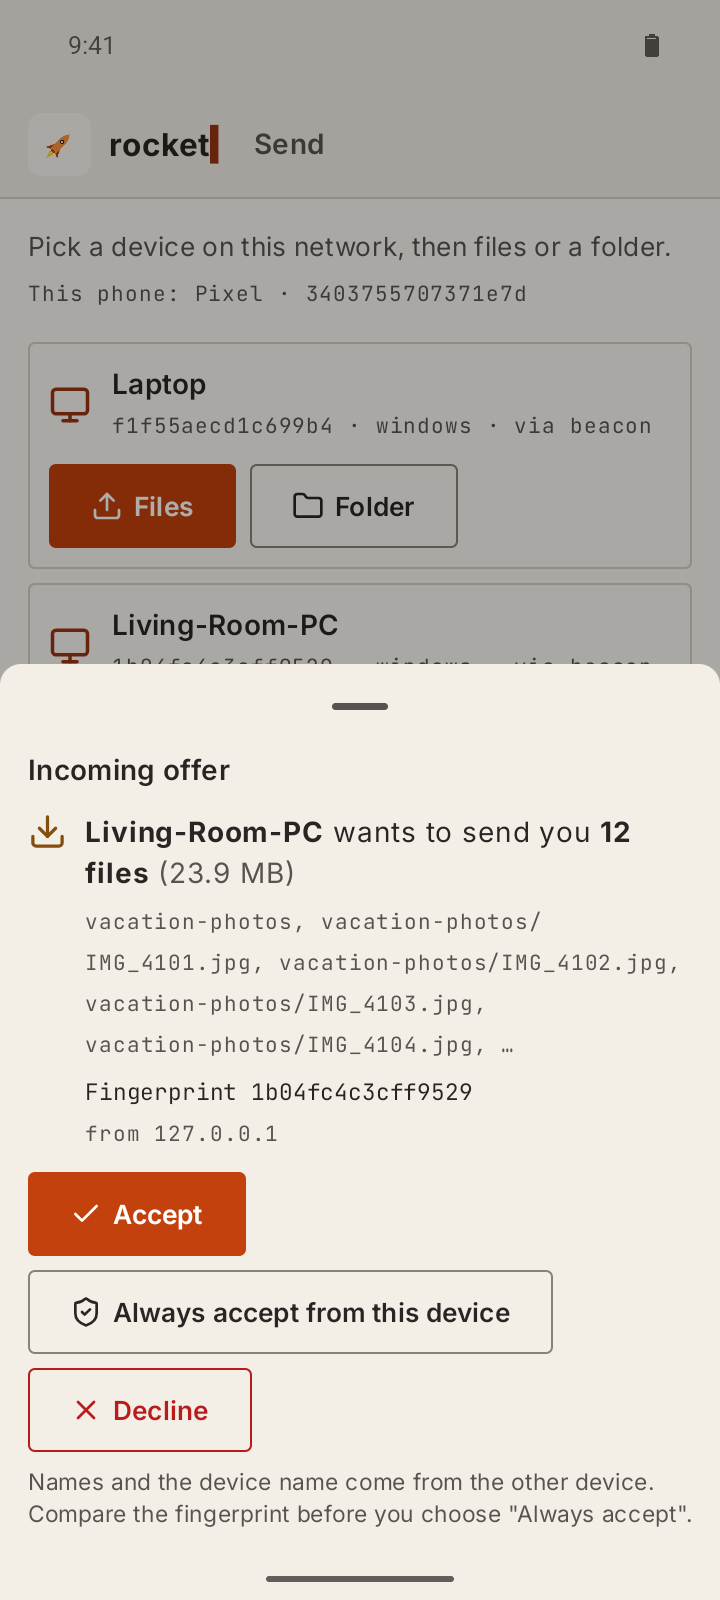 9:41
rocket Send
Pick a device on this network, then files or a folder.
This phone: Pixel · 3403755707371e7d
Laptop
f1f55aecd1c699b4 · windows · via beacon
Files Folder
Living-Room-PC
Incoming offer
Living-Room-PC wants to send you 12
files (23.9 MB)
vacation-photos, vacation-photos/
IMG_4101.jpg, vacation-photos/IMG_4102.jpg,
vacation-photos/IMG_4103.jpg,
vacation-photos/IMG_4104.jpg, …
Fingerprint 1b04fc4c3cff9529
from 127.0.0.1
Accept
Always accept from this device
Decline
Names and the device name come from the other device.
Compare the fingerprint before you choose "Always accept".